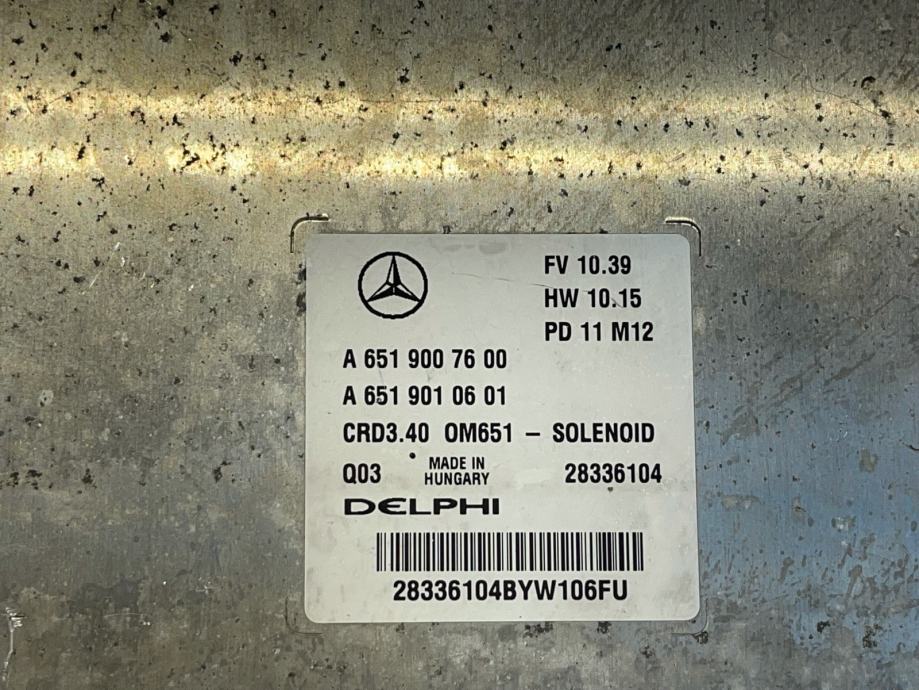 FV 10.39
HW 10.15
PD 11 M12
A 651 900 76 00
A 651 901 06 01
CRD3.40 OM651 – SOLENOID
Q03 MADE IN HUNGARY 28336104
DELPHI
28336104BYW106FU